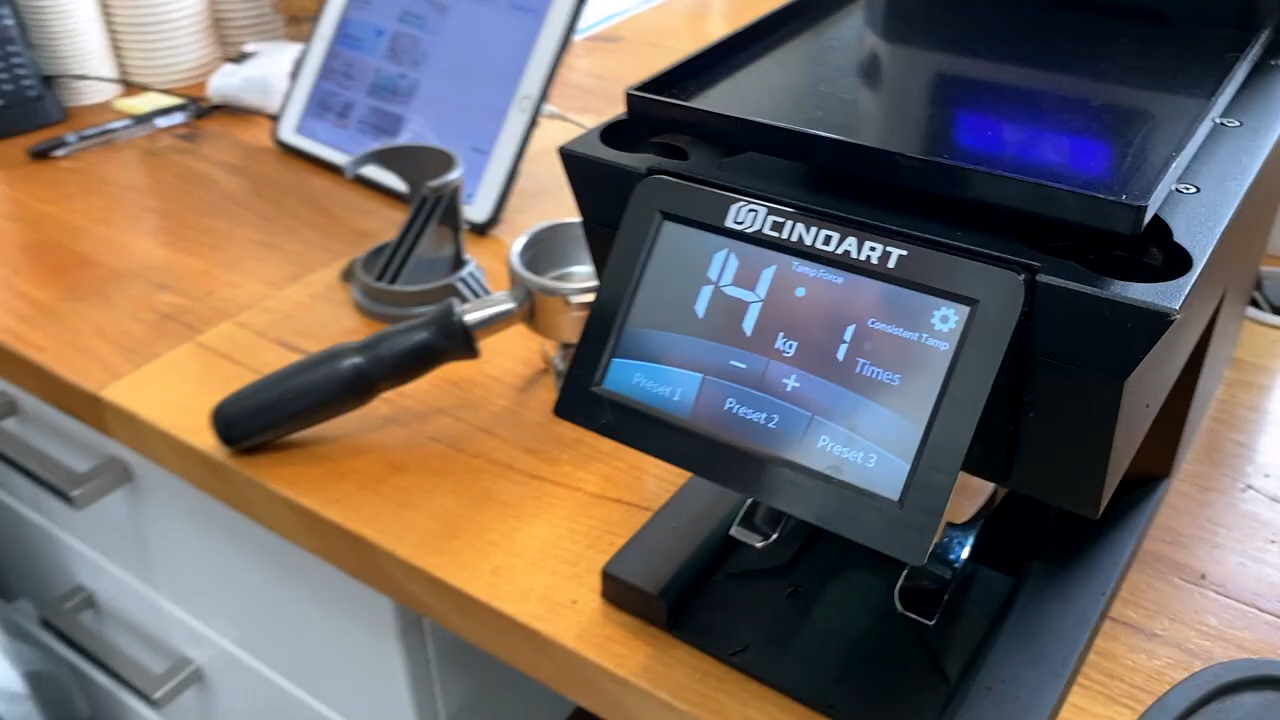 CINOART
Tamp Force
14
kg
Consistent Tamp
1
Times
− +
Preset 1
Preset 2
Preset 3